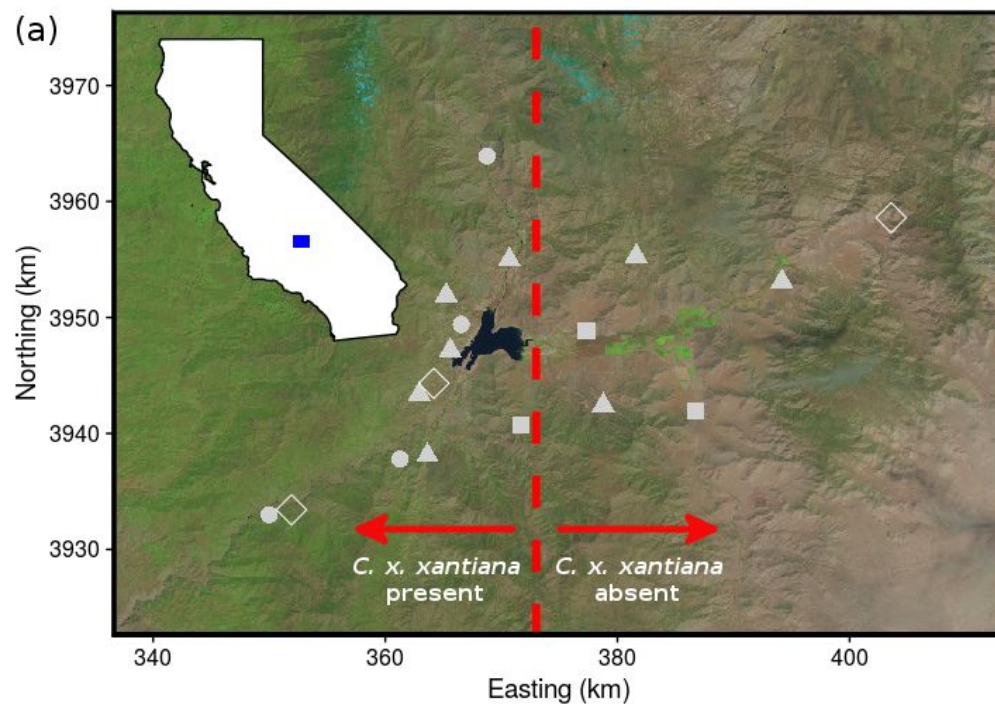 (a)
3970
3960
3950
3940
3930
Northing (km)
C. x. xantiana
present
C. x. xantiana
absent
340
360
380
400
Easting (km)